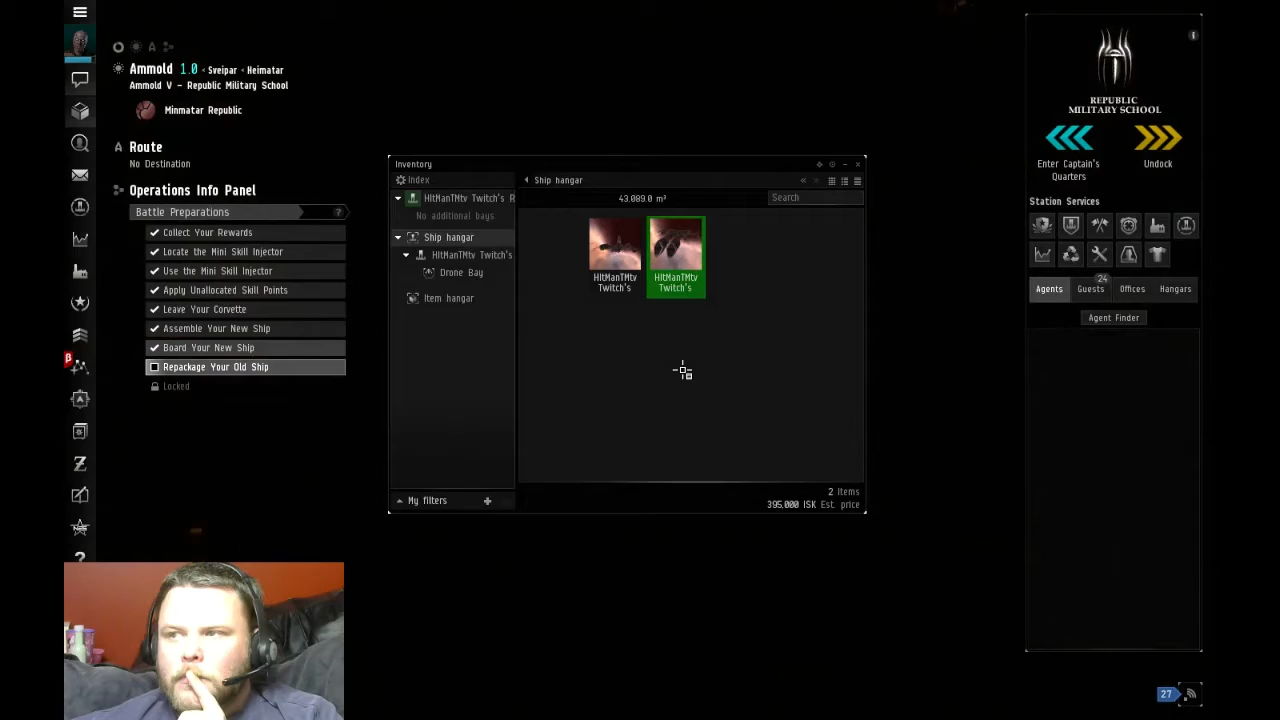 Ammold 1.0 < Sveipar < Heimatar
Ammold V - Republic Military School
Minmatar Republic
A Route
No Destination
Operations Info Panel
Battle Preparations ?
Collect Your Rewards
Locate the Mini Skill Injector
Use the Mini Skill Injector
Apply Unallocated Skill Points
Leave Your Corvette
Assemble Your New Ship
Board Your New Ship
Repackage Your Old Ship
Locked
β
?
Inventory
Index
HItManTMtv Twitch's R
No additional bays
Ship hangar
HItManTMtv Twitch's
Drone Bay
Item hangar
My filters +
Ship hangar
43,089.0 m³
Search
HItManTMtv
Twitch's
HItManTMtv
Twitch's
2 Items
395,000 ISK Est. price
REPUBLIC
MILITARY SCHOOL
Enter Captain's
Quarters
Undock
Station Services
Agents
24
Guests
Offices
Hangars
Agent Finder
27